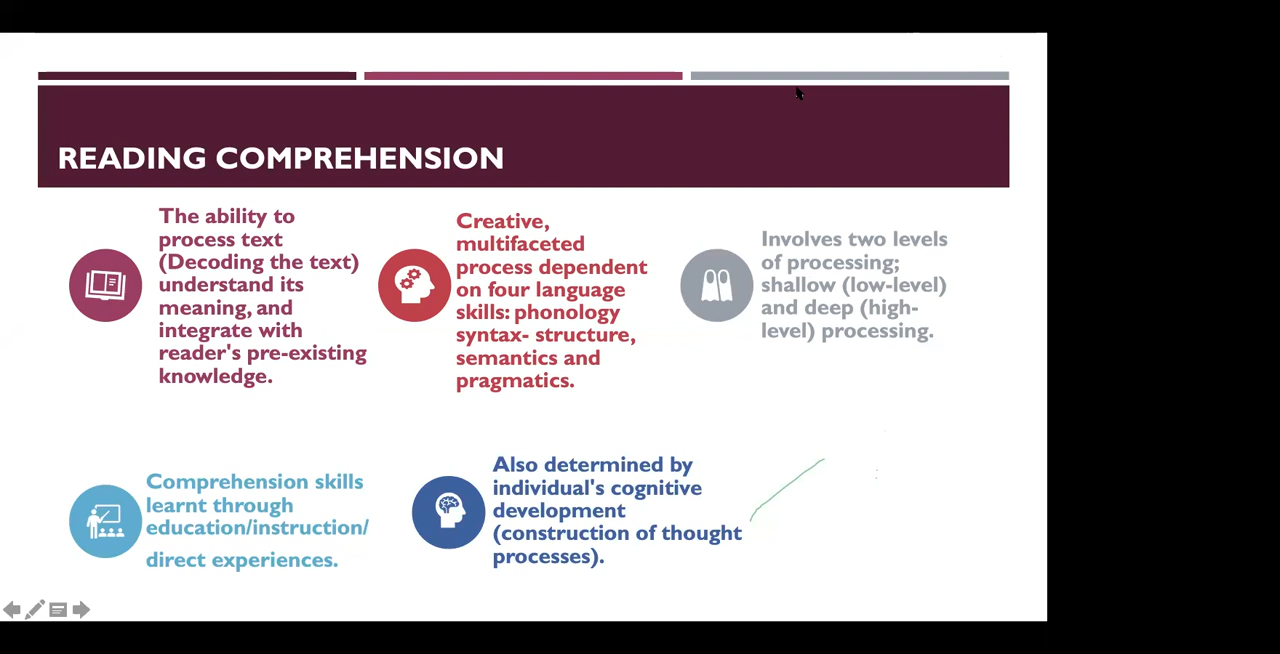 READING COMPREHENSION
The ability to
process text
(Decoding the text)
understand its
meaning, and
integrate with
reader's pre-existing
knowledge.
Creative,
multifaceted
process dependent
on four language
skills: phonology
syntax- structure,
semantics and
pragmatics.
Involves two levels
of processing;
shallow (low-level)
and deep (high-
level) processing.
Comprehension skills
learnt through
education/instruction/
direct experiences.
Also determined by
individual's cognitive
development
(construction of thought
processes).